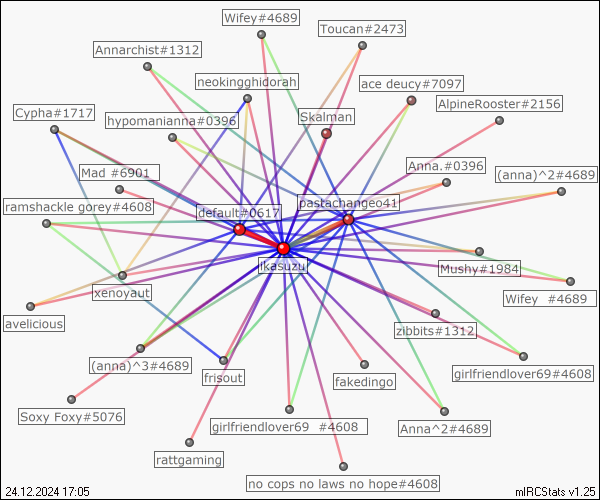 Wifey#4689
Toucan#2473
Annarchist#1312
neokingghidorah
ace deucy#7097
AlpineRooster#2156
Cypha#1717
hypomanianna#0396
Skalman
Mad #6901
Anna.#0396
(anna)^2#4689
ramshackle gorey#4608
default#0617
pastachangeo41
ikasuzu
Mushy#1984
xenoyaut
Wifey #4689
avelicious
zibbits#1312
(anna)^3#4689
frisout
fakedingo
girlfriendlover69#4608
Soxy Foxy#5076
girlfriendlover69 #4608
Anna^2#4689
rattgaming
no cops no laws no hope#4608
24.12.2024 17:05
mIRCStats v1.25